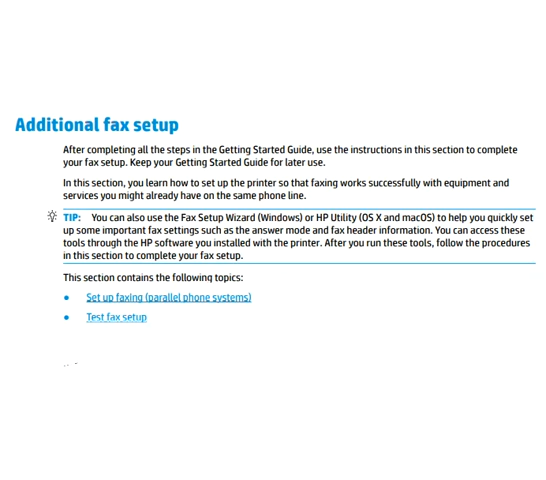 Additional fax setup
After completing all the steps in the Getting Started Guide, use the instructions in this section to complete
your fax setup. Keep your Getting Started Guide for later use.
In this section, you learn how to set up the printer so that faxing works successfully with equipment and
services you might already have on the same phone line.
TIP: You can also use the Fax Setup Wizard (Windows) or HP Utility (OS X and macOS) to help you quickly set
up some important fax settings such as the answer mode and fax header information. You can access these
tools through the HP software you installed with the printer. After you run these tools, follow the procedures
in this section to complete your fax setup.
This section contains the following topics:
● Set up faxing (parallel phone systems)
● Test fax setup